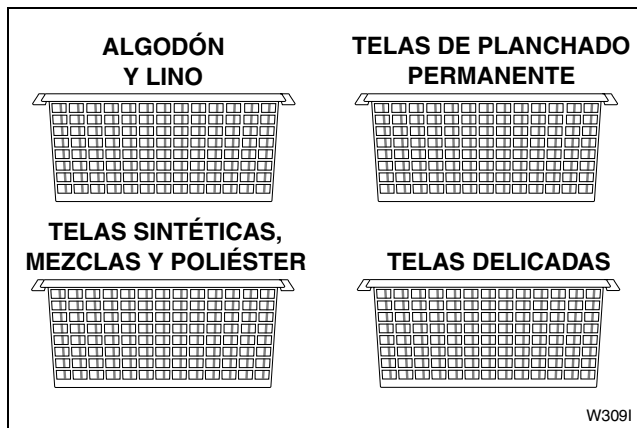 ALGODÓN
Y LINO
TELAS DE PLANCHADO
PERMANENTE
TELAS SINTÉTICAS,
MEZCLAS Y POLIÉSTER
TELAS DELICADAS
W309I